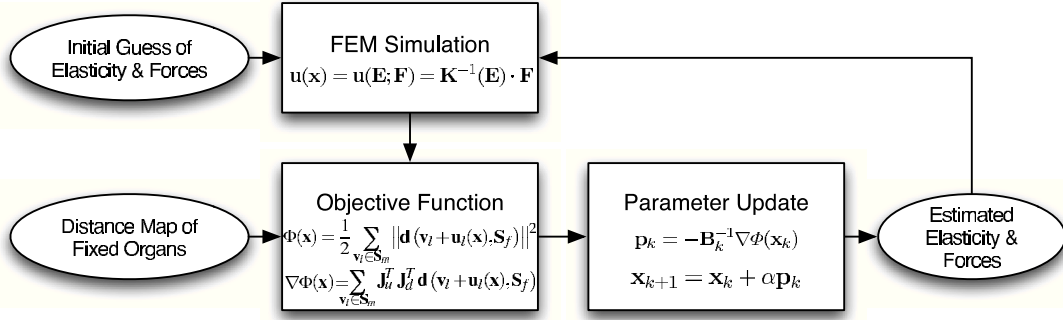 Initial Guess of
Elasticity & Forces
FEM Simulation
u(x) = u(E; F) = K⁻¹(E) · F
Distance Map of
Fixed Organs
Objective Function
Φ(x) = 1/2 ∑_{v_l∈S_m} ||d(v_l + u_l(x), S_f)||²
∇Φ(x) = ∑_{v_l∈S_m} J_u^T J_d^T d(v_l + u_l(x), S_f)
Parameter Update
p_k = −B_k^{-1}∇Φ(x_k)
x_{k+1} = x_k + αp_k
Estimated
Elasticity &
Forces